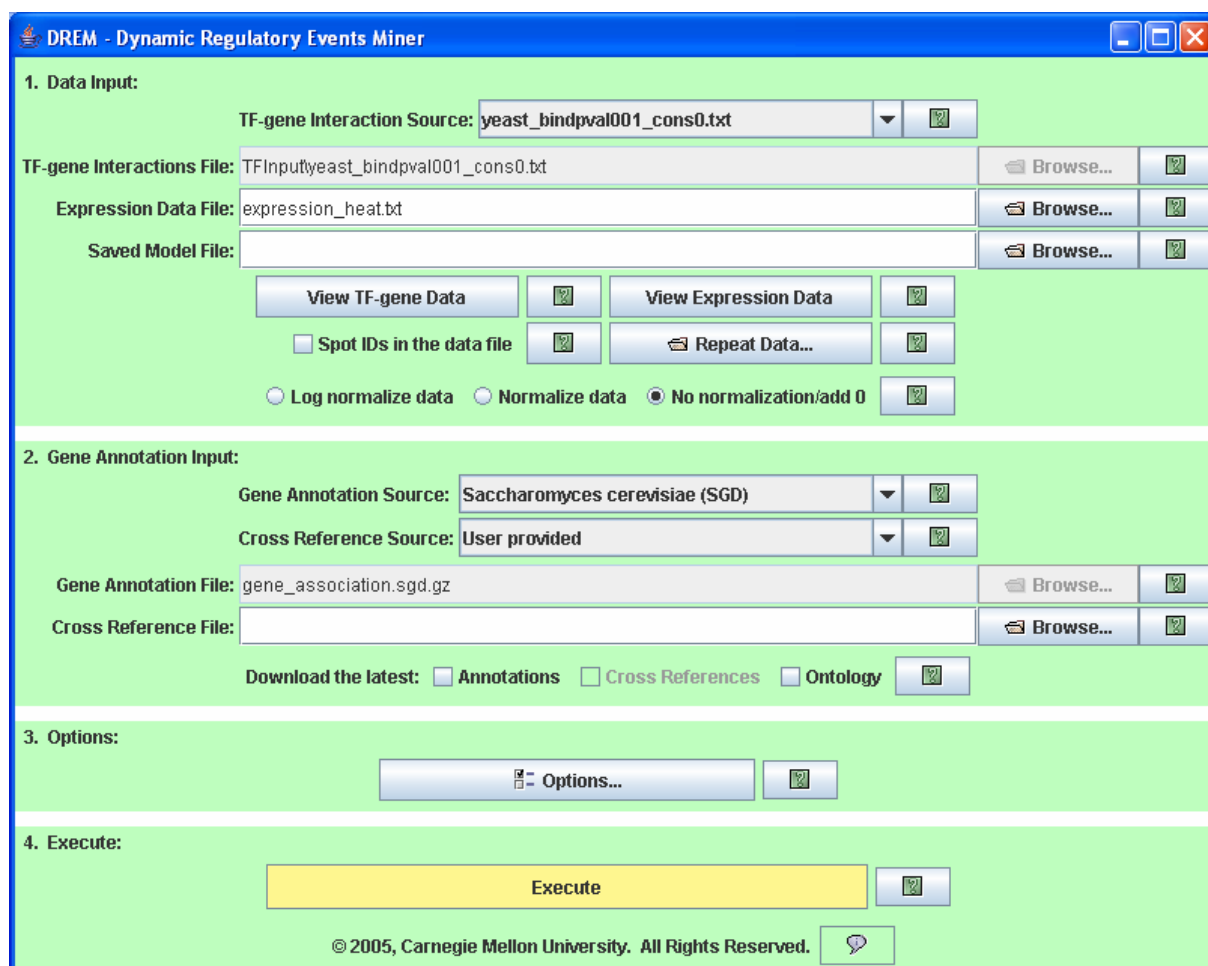 DREM - Dynamic Regulatory Events Miner
1. Data Input:
TF-gene Interaction Source: yeast_bindpval001_cons0.txt
TF-gene Interactions File: TFInput\yeast_bindpval001_cons0.txt Browse...
Expression Data File: expression_heat.txt Browse...
Saved Model File: Browse...
View TF-gene Data View Expression Data
Spot IDs in the data file Repeat Data...
Log normalize data Normalize data No normalization/add 0
2. Gene Annotation Input:
Gene Annotation Source: Saccharomyces cerevisiae (SGD)
Cross Reference Source: User provided
Gene Annotation File: gene_association.sgd.gz Browse...
Cross Reference File: Browse...
Download the latest: Annotations Cross References Ontology
3. Options:
Options...
4. Execute:
Execute
© 2005, Carnegie Mellon University. All Rights Reserved.